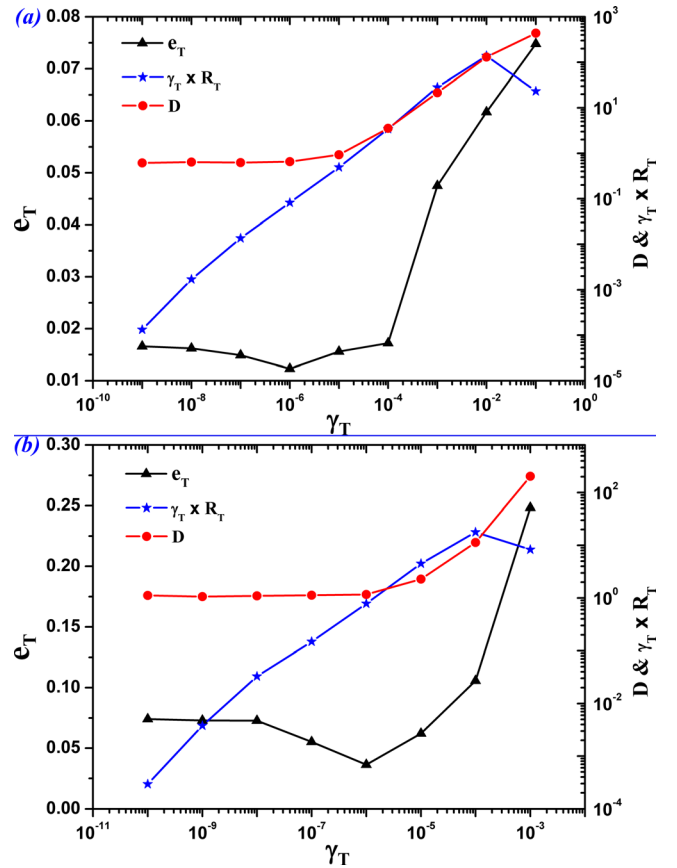 (a)
e_T
γ_T x R_T
D
0.08
0.07
0.06
0.05
0.04
0.03
0.02
0.01
e_T
10^3
10^1
10^-1
10^-3
10^-5
D & γ_T x R_T
10^-10
10^-8
10^-6
10^-4
10^-2
10^0
γ_T
(b)
e_T
γ_T x R_T
D
0.30
0.25
0.20
0.15
0.10
0.05
0.00
e_T
10^2
10^0
10^-2
10^-4
D & γ_T x R_T
10^-11
10^-9
10^-7
10^-5
10^-3
γ_T